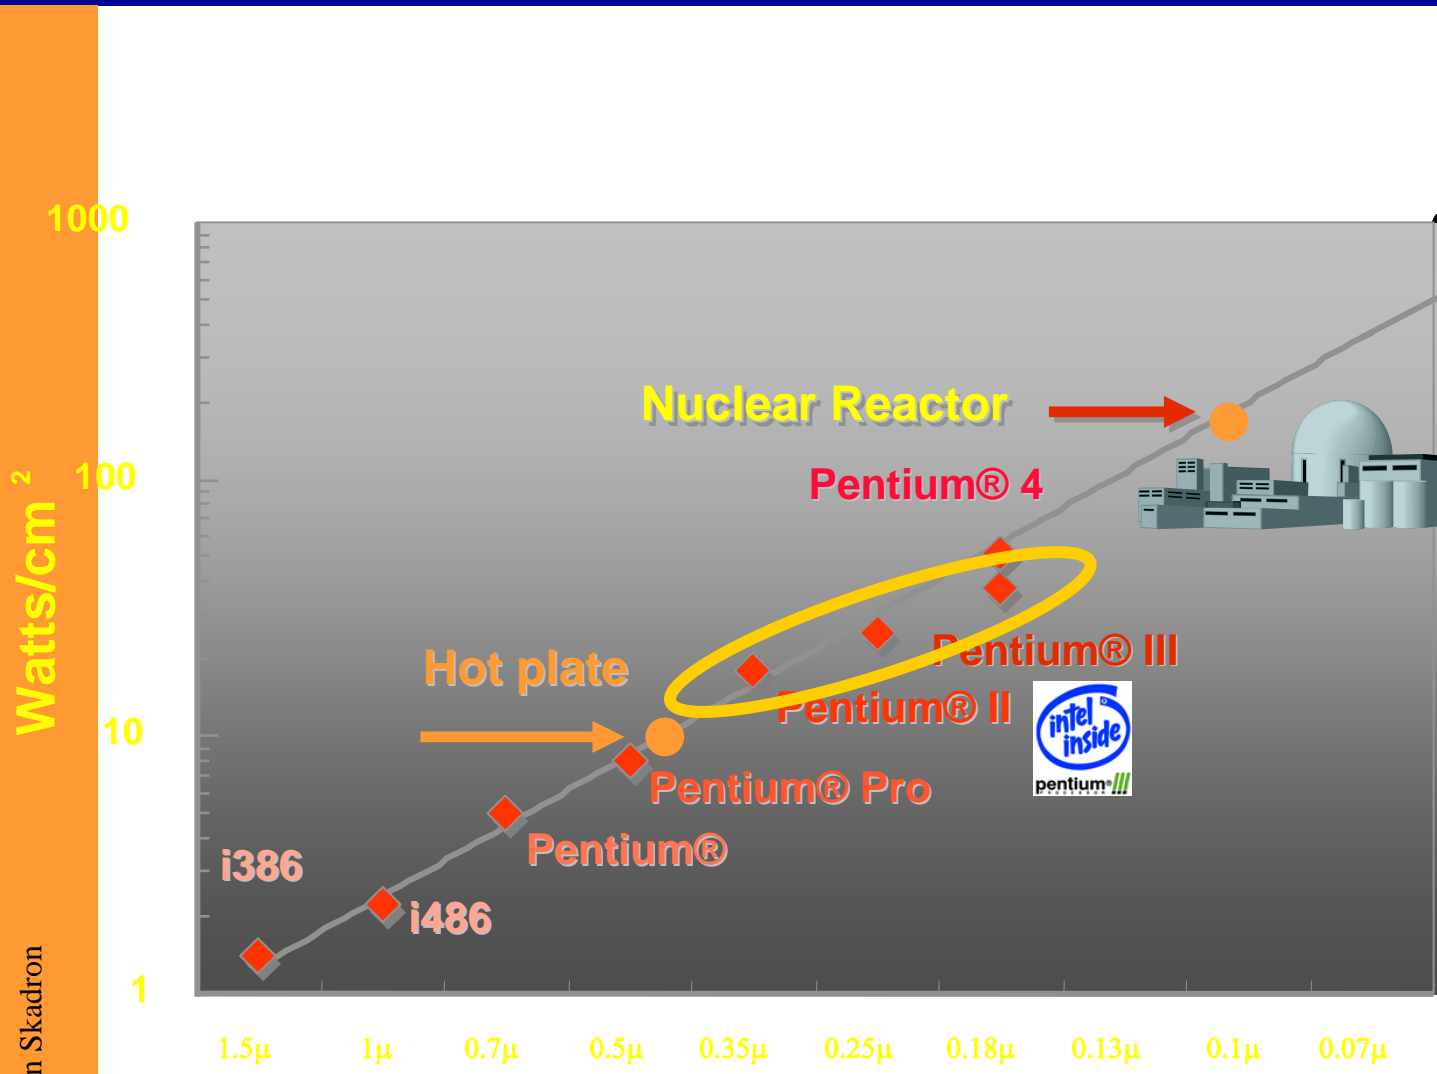 1000
Nuclear Reactor
100
Pentium® 4
Watts/cm 2
Pentium® III
Hot plate
Pentium® II
intel®
inside
10
pentium® III
PROCESSOR
Pentium® Pro
Pentium®
i386
i486
1
n Skadron
1.5μ 1μ 0.7μ 0.5μ 0.35μ 0.25μ 0.18μ 0.13μ 0.1μ 0.07μ